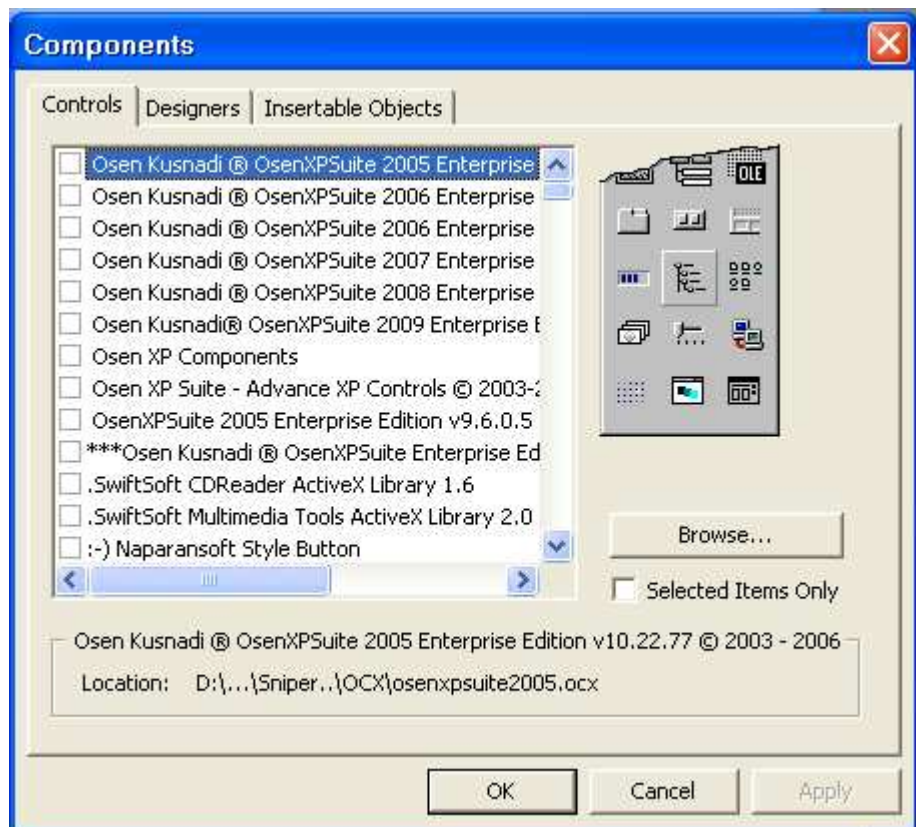 Components
Controls Designers Insertable Objects
Osen Kusnadi ® OsenXPSuite 2005 Enterprise
Osen Kusnadi ® OsenXPSuite 2006 Enterprise
Osen Kusnadi ® OsenXPSuite 2006 Enterprise
Osen Kusnadi ® OsenXPSuite 2007 Enterprise
Osen Kusnadi ® OsenXPSuite 2008 Enterprise
Osen Kusnadi® OsenXPSuite 2009 Enterprise E
Osen XP Components
Osen XP Suite - Advance XP Controls © 2003-2
OsenXPSuite 2005 Enterprise Edition v9.6.0.5
***Osen Kusnadi ® OsenXPSuite Enterprise Ed
.SwiftSoft CDReader ActiveX Library 1.6
.SwiftSoft Multimedia Tools ActiveX Library 2.0
:-) Naparansoft Style Button
OLE
Browse...
Selected Items Only
Osen Kusnadi ® OsenXPSuite 2005 Enterprise Edition v10.22.77 © 2003 - 2006
Location: D:\...\Sniper..\OCX\osenxpsuite2005.ocx
OK Cancel Apply